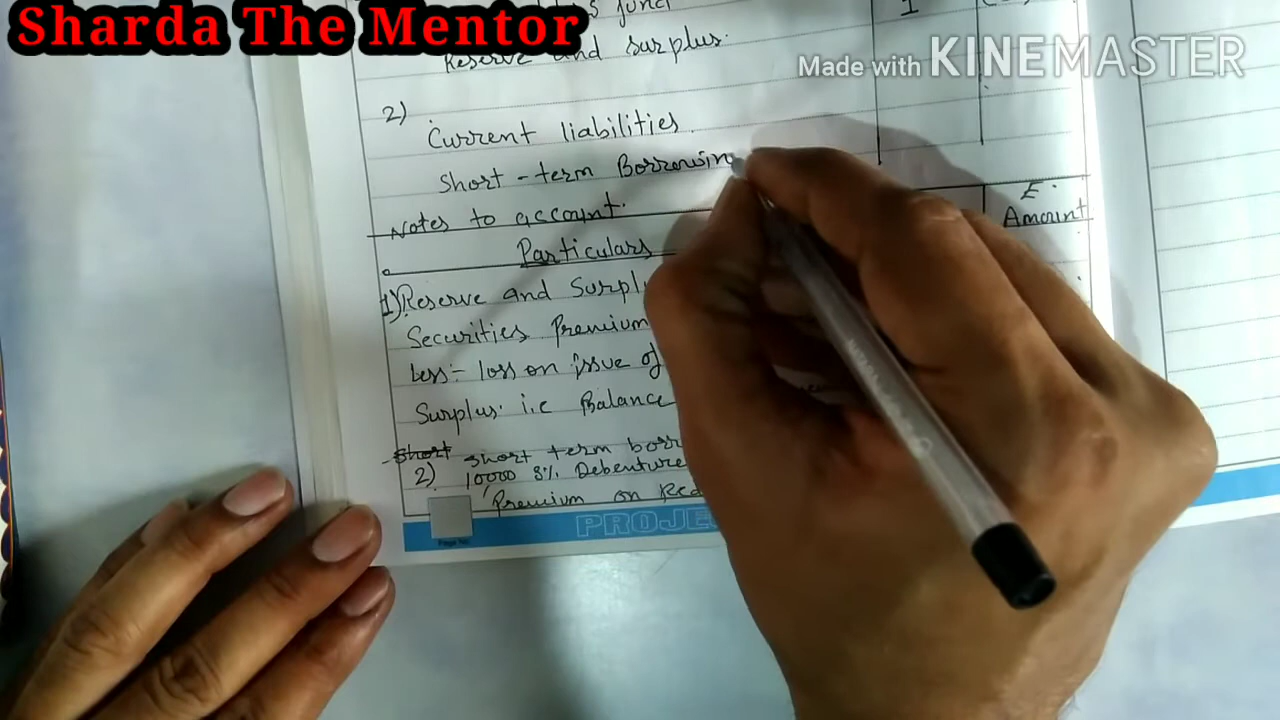 Sharda The Mentor
Made with KINEMASTER
Reserve and surplus.
1
2)
Current liabilities.
Short-term Borrowin
Notes to account.
Particulars
Amount
1) Reserve and Surpl
Securities Premium
Less:- loss on issue of
Surplus. i.e Balance
short short term borr
2) 10000 8% Debenture
Premium on Red
PROJE